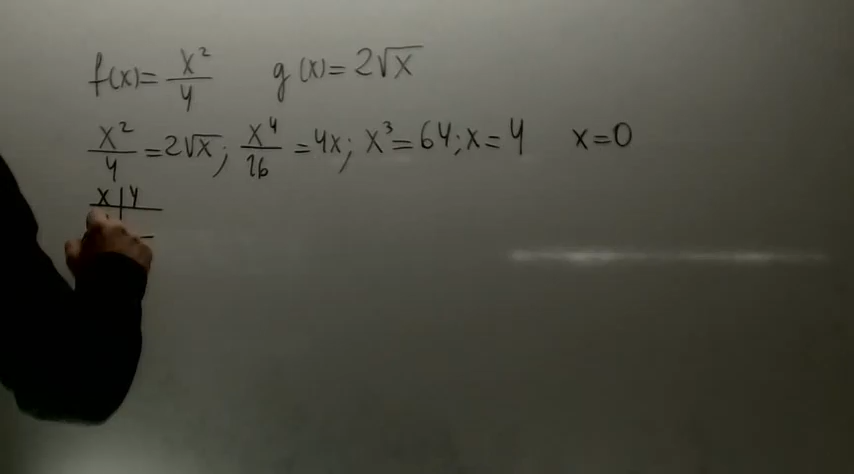 f(x)= x²/4 g(x)= 2√x
x²/4 =2√x; x⁴/16 =4x; x³=64; x=4 x=0
x | y